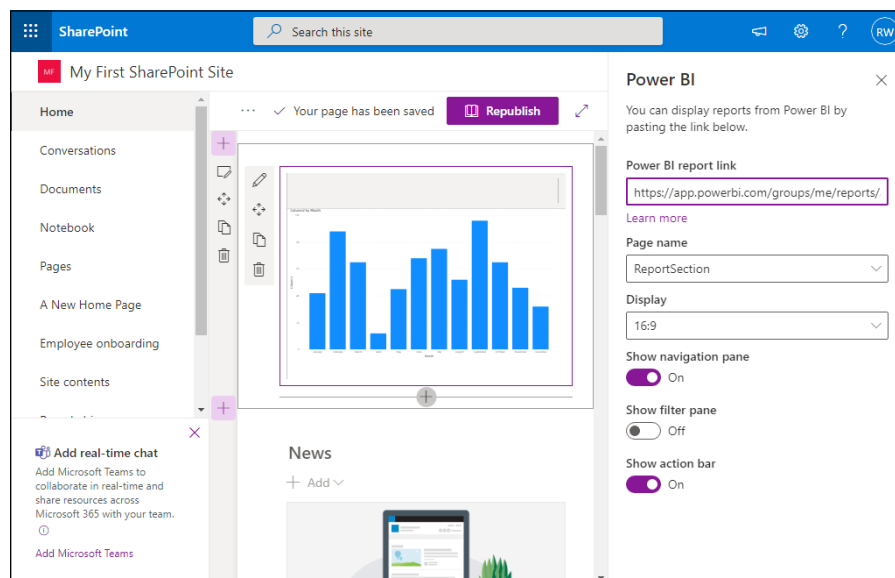 SharePoint
Search this site
RW
MF
My First SharePoint Site
Home
Conversations
Documents
Notebook
Pages
A New Home Page
Employee onboarding
Site contents
Add real-time chat
Add Microsoft Teams to
collaborate in real-time and
share resources across
Microsoft 365 with your team.
Add Microsoft Teams
Your page has been saved
Republish
News
Add
Power BI
You can display reports from Power BI by
pasting the link below.
Power BI report link
https://app.powerbi.com/groups/me/reports/
Learn more
Page name
ReportSection
Display
16:9
Show navigation pane
On
Show filter pane
Off
Show action bar
On